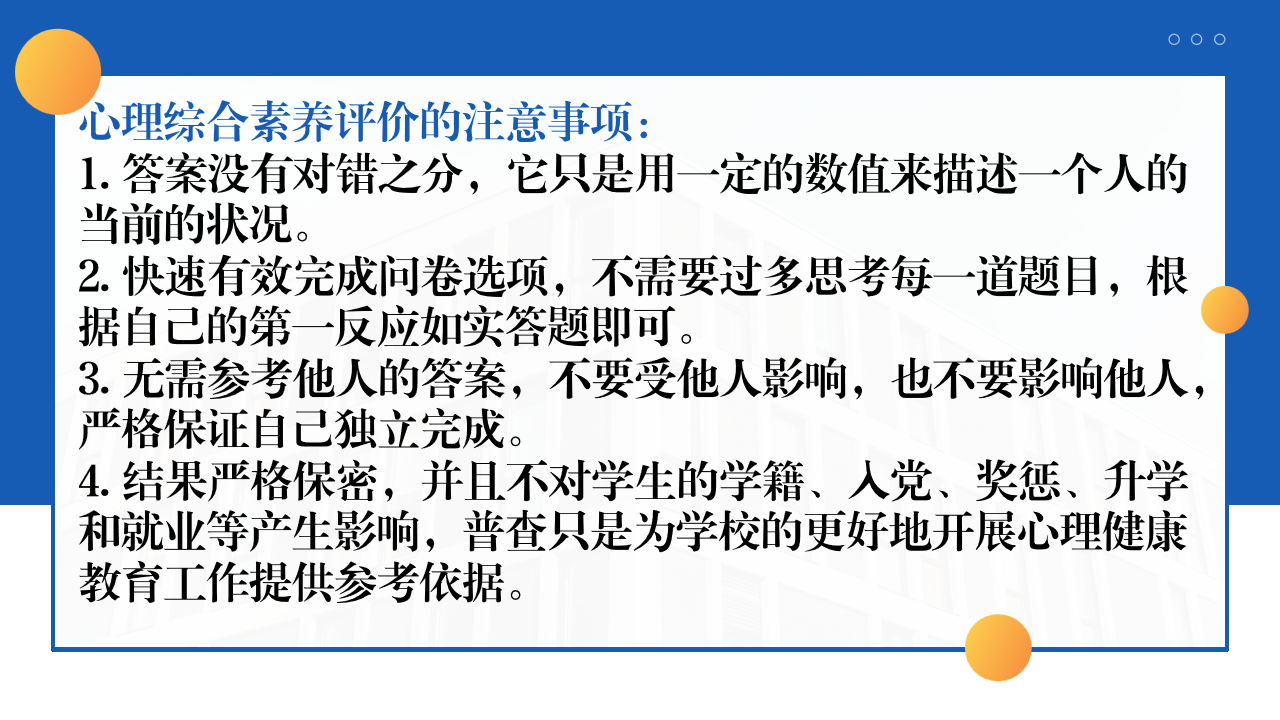 心理综合素养评价的注意事项：
1. 答案没有对错之分，它只是用一定的数值来描述一个人的
当前的状况。
2. 快速有效完成问卷选项，不需要过多思考每一道题目，根
据自己的第一反应如实答题即可。
3. 无需参考他人的答案，不要受他人影响，也不要影响他人，
严格保证自己独立完成。
4. 结果严格保密，并且不对学生的学籍、入党、奖惩、升学
和就业等产生影响，普查只是为学校的更好地开展心理健康
教育工作提供参考依据。